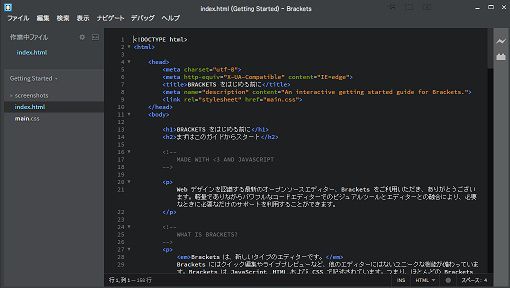 index.html (Getting Started) - Brackets
ファイル 編集 検索 表示 ナビゲート デバッグ ヘルプ
作業中ファイル
index.html
Getting Started
screenshots
index.html
main.css
1 <!DOCTYPE html>
2 <html>
3
4 <head>
5 <meta charset="utf-8">
6 <meta http-equiv="X-UA-Compatible" content="IE=edge">
7 <title>BRACKETS をはじめる前に</title>
8 <meta name="description" content="An interactive getting started guide for Brackets.">
9 <link rel="stylesheet" href="main.css">
10 </head>
11 <body>
12
13 <h1>BRACKETS をはじめる前に</h1>
14 <h2>まずはこのガイドからスタート</h2>
15
16 <!--
17 MADE WITH <3 AND JAVASCRIPT
18 -->
19
20 <p>
21 Web デザインを認識する最新のオープンソースエディター、Brackets をご利用いただき、ありがとうござい
ます。軽量でありながらパワフルなコードエディターでのビジュアルツールとエディターとの融合により、必要
なときに必要なだけのサポートを利用することができます。
22 </p>
23
24 <!--
25 WHAT IS BRACKETS?
26 -->
27 <p>
28 <em>Brackets は、新しいタイプのエディターです。</em>
29 Brackets にはクイック編集やライブプレビューなど、他のエディターにはないユニークな機能が備わっていま
す。Brackets は JavaScript、HTML および CSS で記述されています。つまり、ほとんどの Brackets
行 1, 列 1 — 151 行
INS
HTML
スペース: 4